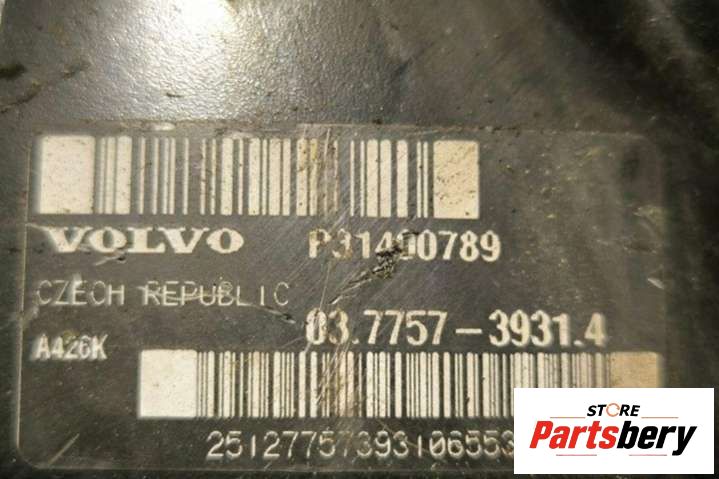 VOLVO P31400789
CZECH REPUBLIC
03.7757-3931.4
A426K
STORE
Partsbery